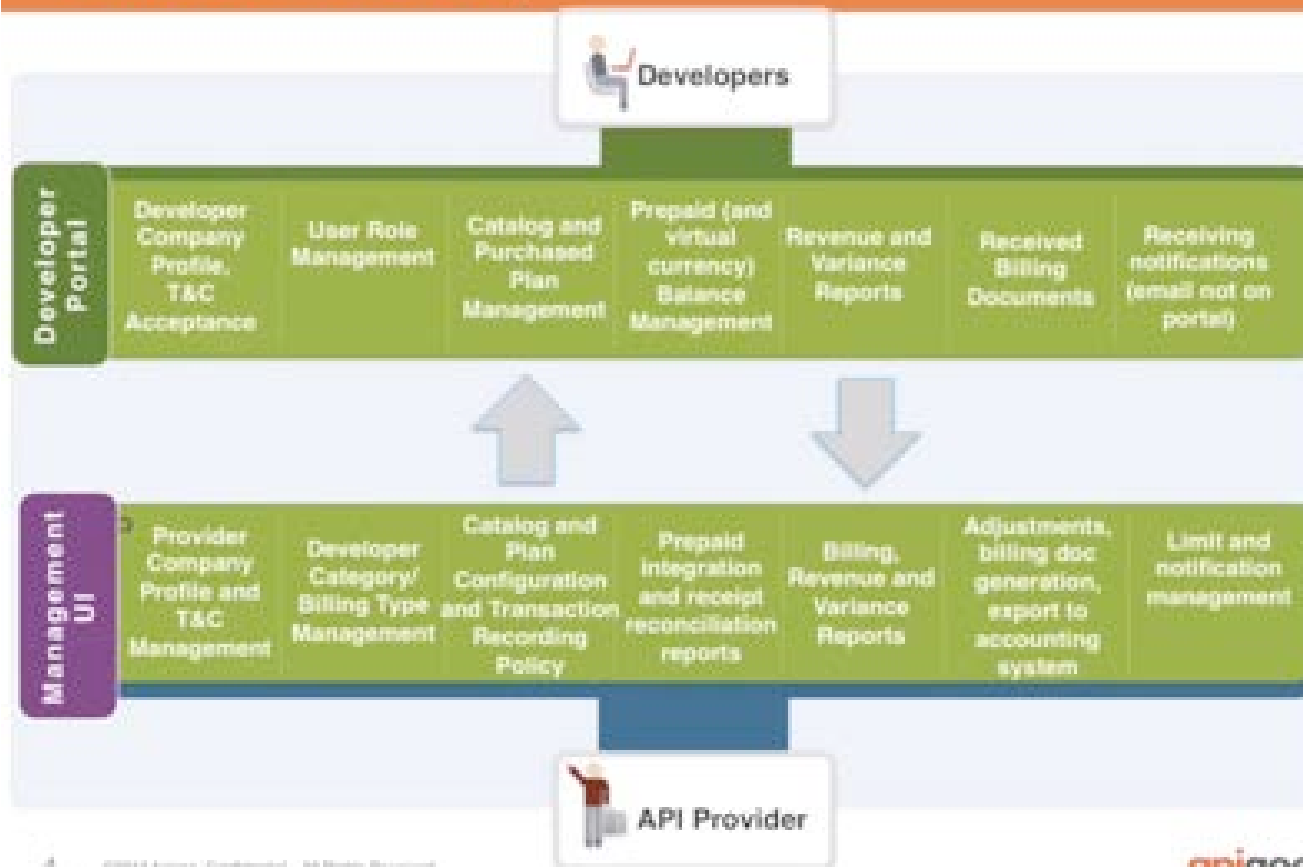 Developers
Developer
Portal
Developer
Company
Profile,
T&C
Acceptance
User Role
Management
Catalog and
Purchased
Plan
Management
Prepaid (and
virtual
currency)
Balance
Management
Revenue and
Variance
Reports
Received
Billing
Documents
Receiving
notifications
(email not on
portal)
Management
UI
Provider
Company
Profile and
T&C
Management
Developer
Category/
Billing Type
Management
Catalog and
Plan
Configuration
and Transaction
Recording
Policy
Prepaid
integration
and receipt
reconciliation
reports
Billing,
Revenue and
Variance
Reports
Adjustments,
billing doc
generation,
export to
accounting
system
Limit and
notification
management
API Provider
4
All Rights Reserved